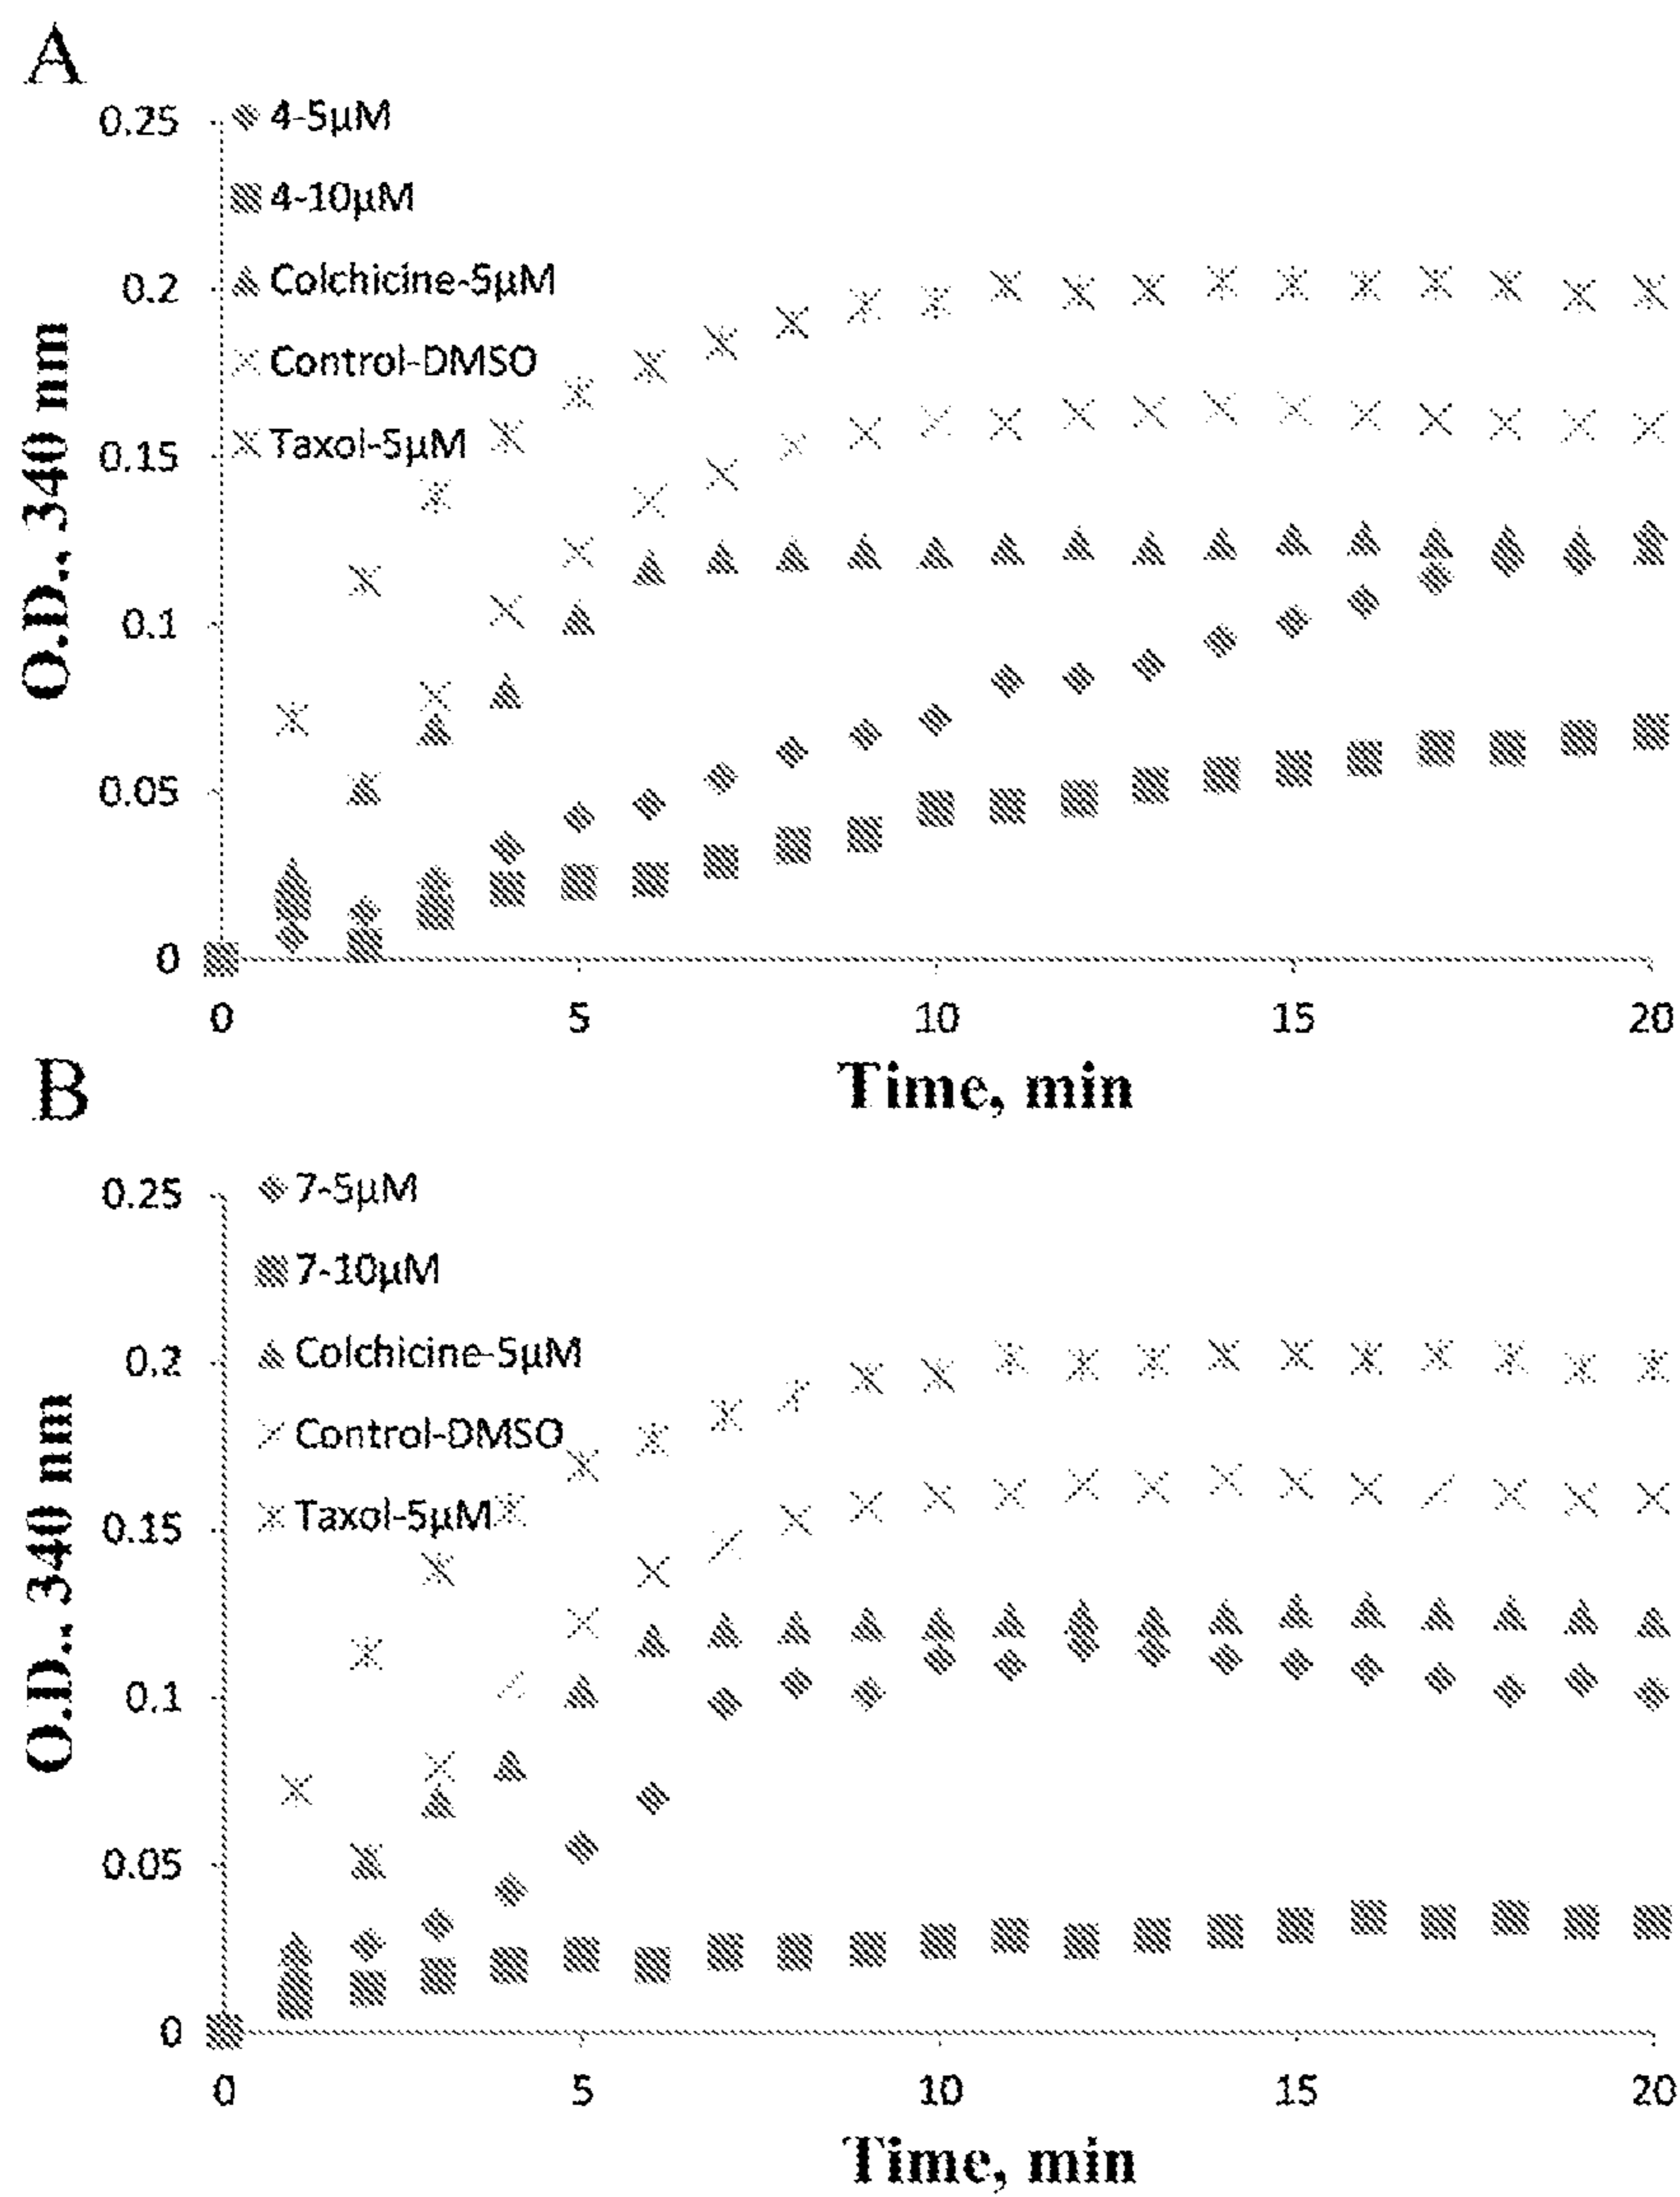 A
0.25
4-5µM
4-10µM
0.2
Colchicine-5µM
Control-DMSO
0.15
Taxol-5µM
0.1
0.05
0
O.D., 340 nm
0 5 10 15 20
Time, min
B
0.25
7-5µM
7-10µM
0.2
Colchicine-5µM
Control-DMSO
0.15
Taxol-5µM
0.1
0.05
0
O.D., 340 nm
0 5 10 15 20
Time, min